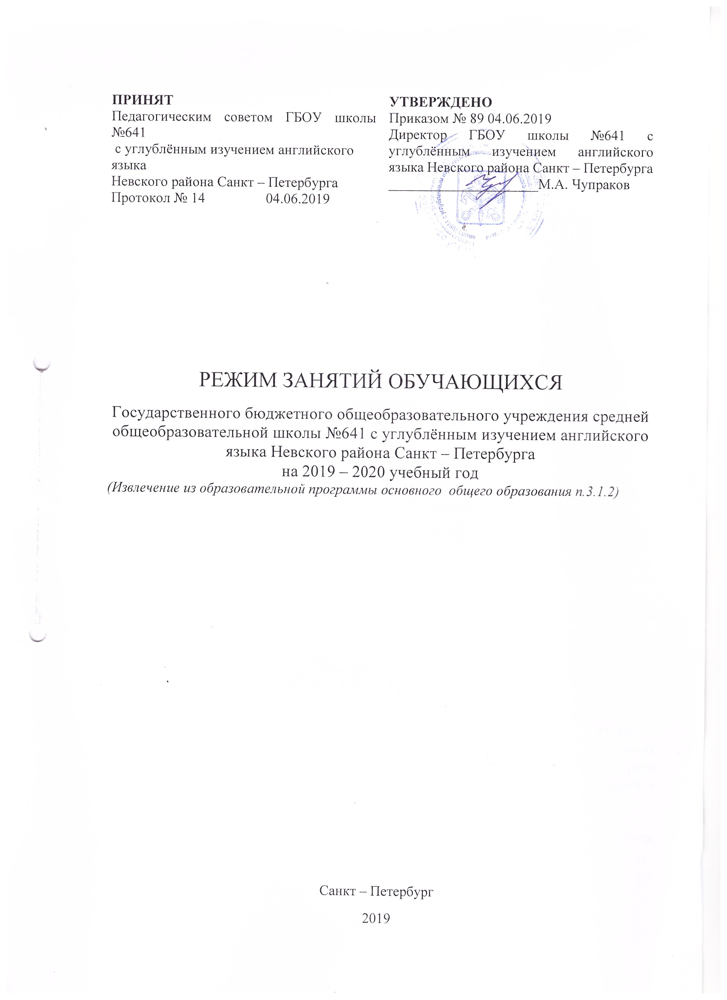 ПРИНЯТ
Педагогическим советом ГБОУ школы
№641
с углублённым изучением английского
языка
Невского района Санкт – Петербурга
Протокол № 14 04.06.2019
УТВЕРЖДЕНО
Приказом № 89 04.06.2019
Директор ГБОУ школы №641 с
углублённым изучением английского
языка Невского района Санкт – Петербурга
____________________М.А. Чупраков
РЕЖИМ ЗАНЯТИЙ ОБУЧАЮЩИХСЯ
Государственного бюджетного общеобразовательного учреждения средней
общеобразовательной школы №641 с углублённым изучением английского
языка Невского района Санкт – Петербурга
на 2019 – 2020 учебный год
(Извлечение из образовательной программы основного общего образования п.3.1.2)
Санкт – Петербург
2019